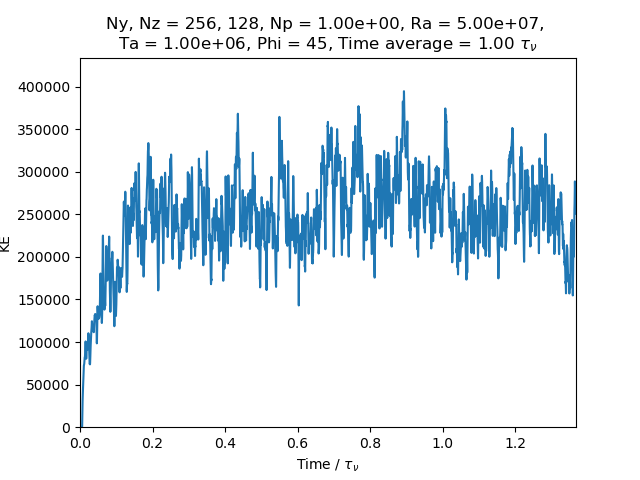 Ny, Nz = 256, 128, Np = 1.00e+00, Ra = 5.00e+07,
Ta = 1.00e+06, Phi = 45, Time average = 1.00 τν
400000
350000
300000
250000
200000
150000
100000
50000
0
KE
0.0 0.2 0.4 0.6 0.8 1.0 1.2
Time / τν